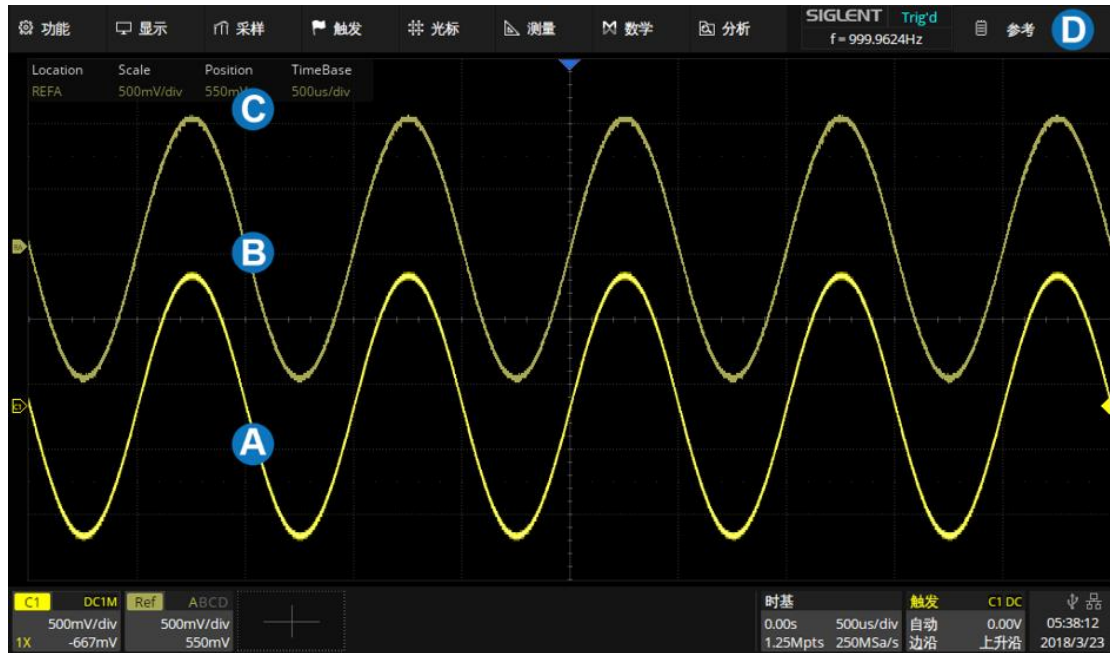 功能 显示 采样 触发 光标 测量 数学 分析 SIGLENT Trig'd 参考 D
f = 999.9624Hz
Location Scale Position TimeBase
REFA 500mV/div 550mV 500us/div
C
B
A
C1 DC1M Ref ABCD 时基 触发 C1 DC
500mV/div 500mV/div 0.00s 500us/div 自动 0.00V 05:38:12
1X -667mV 550mV 1.25Mpts 250MSa/s 边沿 上升沿 2018/3/23